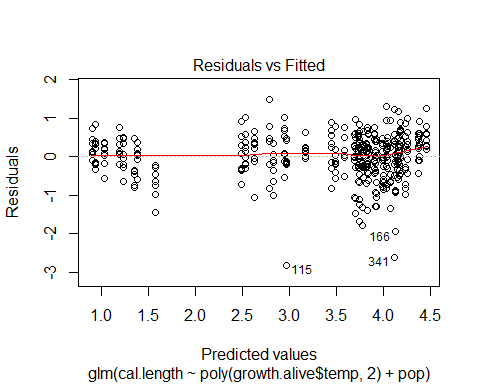 Residuals vs Fitted
Residuals
2
1
0
-1
-2
-3
166
341
115
1.0 1.5 2.0 2.5 3.0 3.5 4.0 4.5
Predicted values
glm(cal.length ~ poly(growth.alive$temp, 2) + pop)